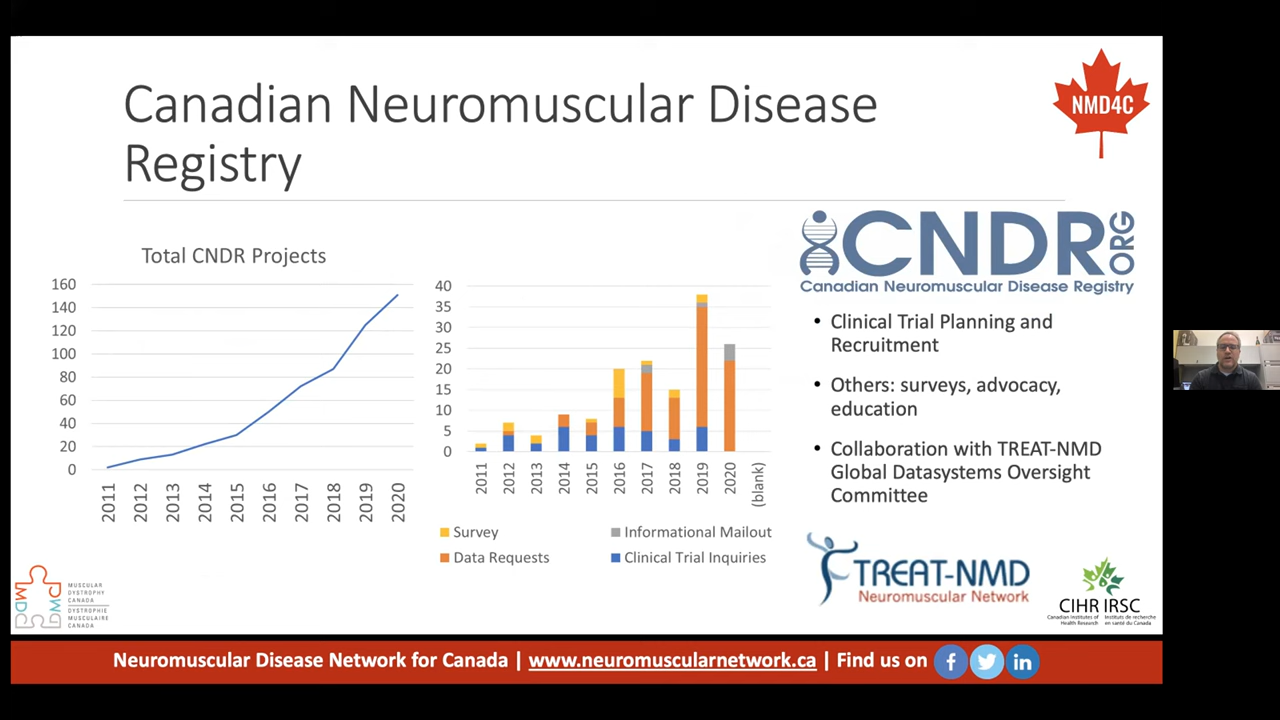 Canadian Neuromuscular Disease
Registry
NMD4C
Total CNDR Projects
160
140
120
100
80
60
40
20
0
2011 2012 2013 2014 2015 2016 2017 2018 2019 2020
40
35
30
25
20
15
10
5
0
2011 2012 2013 2014 2015 2016 2017 2018 2019 2020 (blank)
Survey
Informational Mailout
Data Requests
Clinical Trial Inquiries
CNDR.ORG
Canadian Neuromuscular Disease Registry
• Clinical Trial Planning and
Recruitment
• Others: surveys, advocacy,
education
• Collaboration with TREAT-NMD
Global Datasystems Oversight
Committee
TREAT-NMD
Neuromuscular Network
MDC
DMC
MUSCULAR
DYSTROPHY
CANADA
DYSTROPHIE
MUSCULAIRE
CANADA
CIHR IRSC
Canadian Institutes of
Health Research
Instituts de recherche
en santé du Canada
Neuromuscular Disease Network for Canada | www.neuromuscularnetwork.ca | Find us on f in